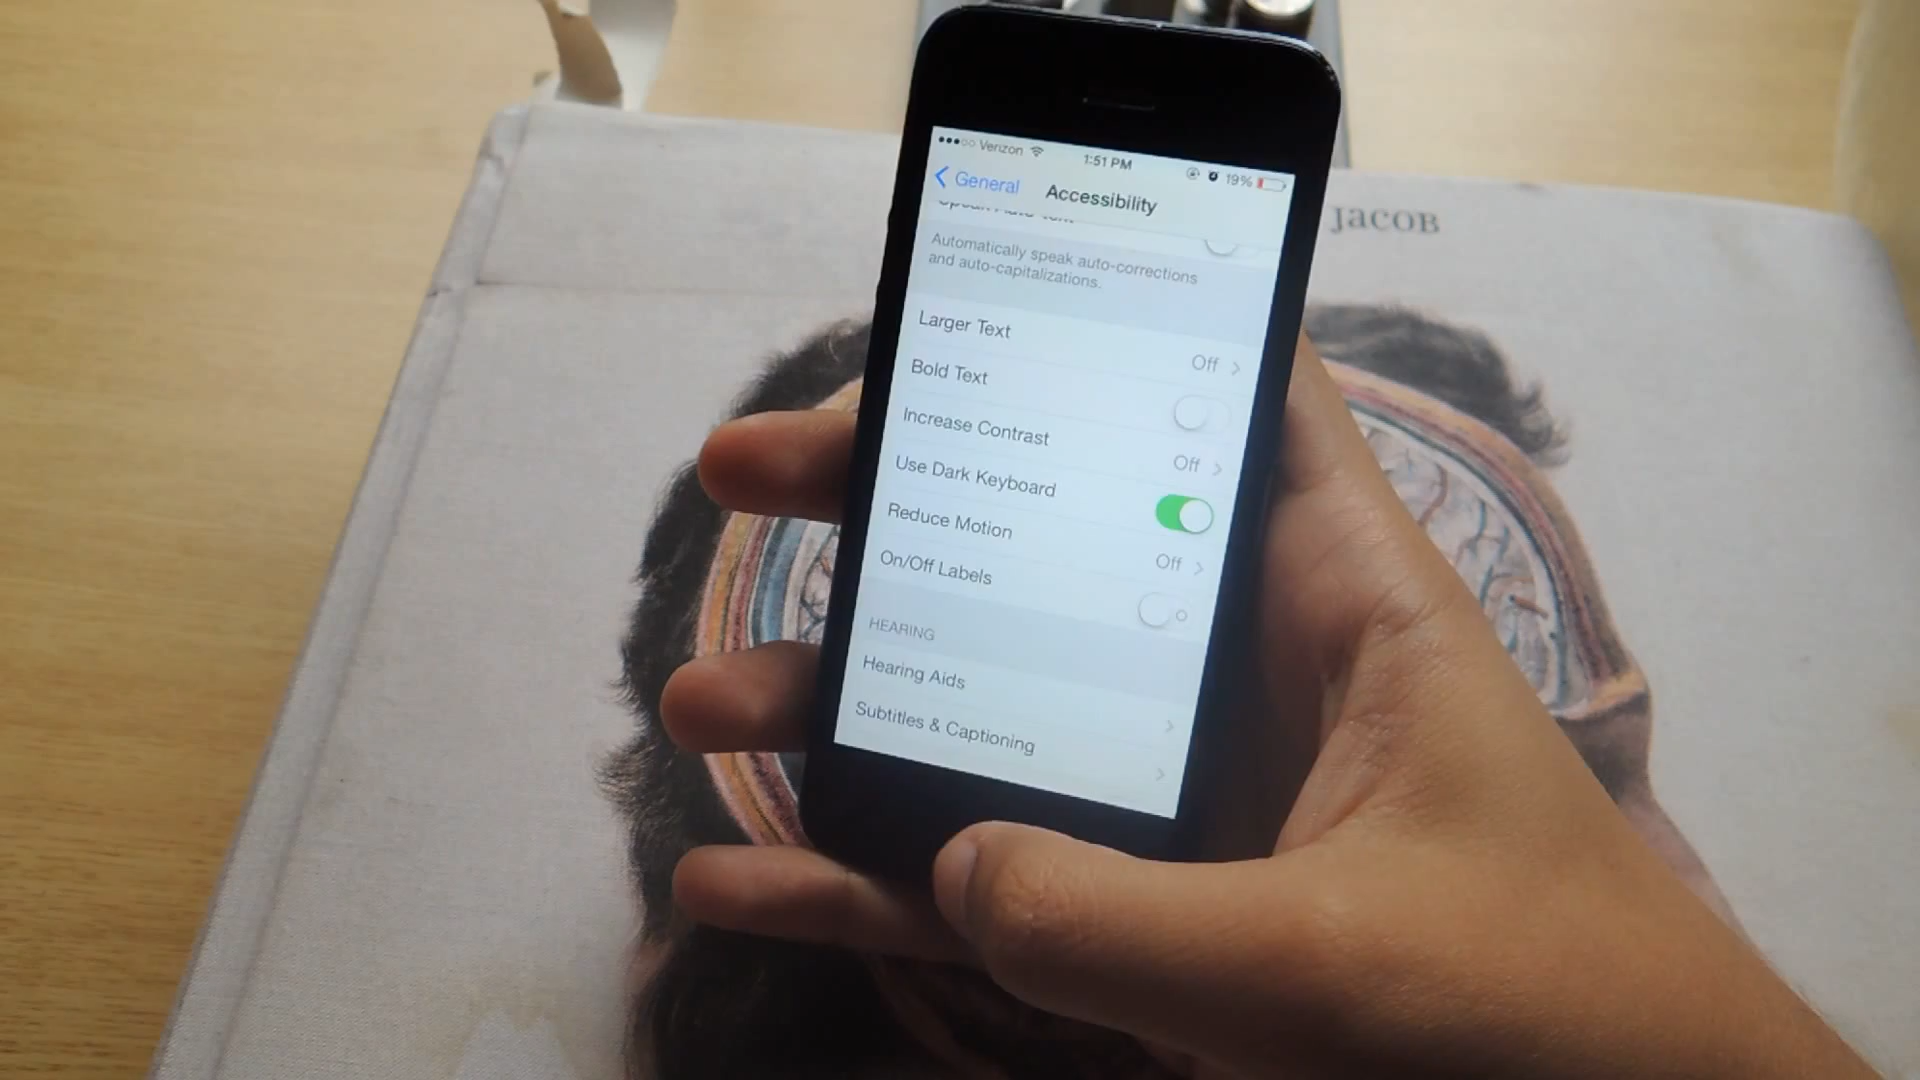 Verizon 1:51 PM 19%
General Accessibility
Automatically speak auto-corrections
and auto-capitalizations.
Larger Text Off
Bold Text
Increase Contrast Off
Use Dark Keyboard
Reduce Motion Off
On/Off Labels
HEARING
Hearing Aids
Subtitles & Captioning
JACOB